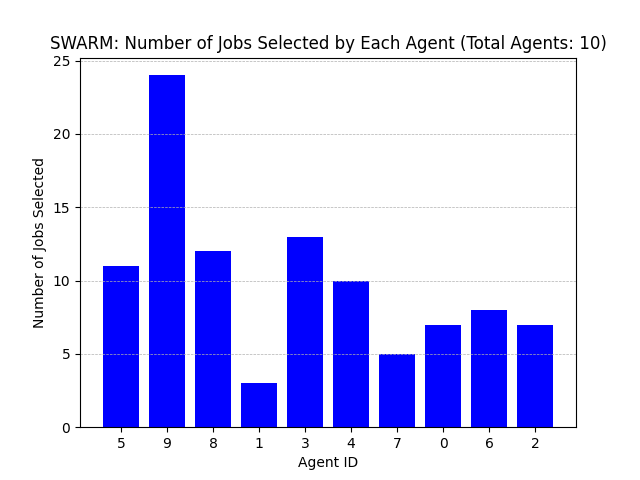 SWARM: Number of Jobs Selected by Each Agent (Total Agents: 10)
25
20
15
10
5
0
Number of Jobs Selected
5 9 8 1 3 4 7 0 6 2
Agent ID